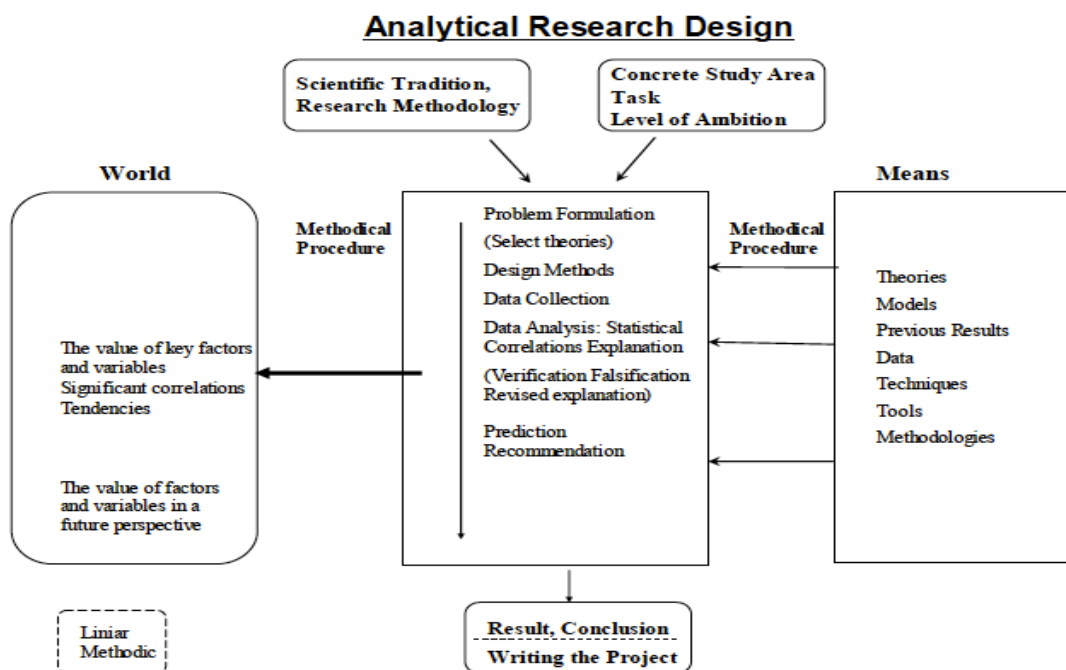 Analytical Research Design
Scientific Tradition,
Research Methodology
Concrete Study Area
Task
Level of Ambition
World
Means
Methodical
Procedure
Methodical
Procedure
Problem Formulation
(Select theories)
Design Methods
Data Collection
Data Analysis: Statistical
Correlations Explanation
(Verification Falsification
Revised explanation)
Prediction
Recommendation
Theories
Models
Previous Results
Data
Techniques
Tools
Methodologies
The value of key factors
and variables
Significant correlations
Tendencies
The value of factors
and variables in a
future perspective
Liniar
Methodic
Result, Conclusion
Writing the Project